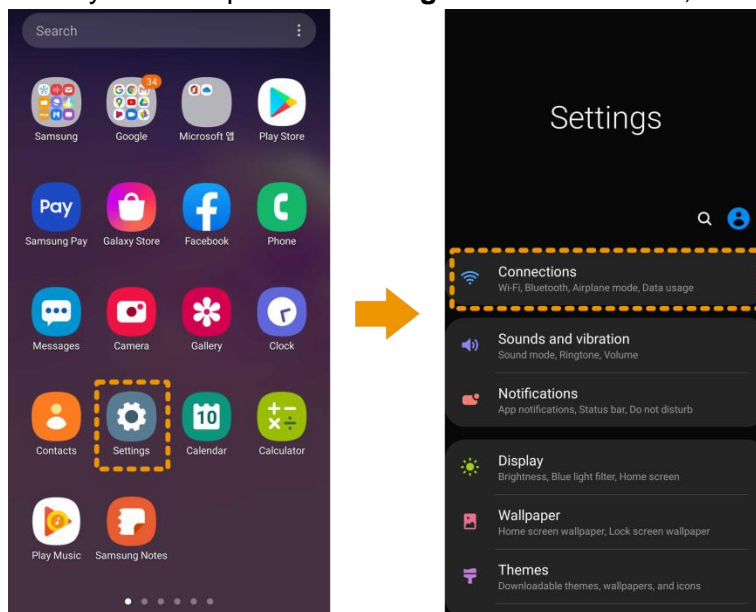 Search
34
Samsung
Google
Microsoft 앱
Play Store
Pay
Samsung Pay
Galaxy Store
Facebook
Phone
Messages
Camera
Gallery
Clock
10
Contacts
Settings
Calendar
Calculator
Play Music
Samsung Notes
Settings
Connections
Wi-Fi, Bluetooth, Airplane mode, Data usage
Sounds and vibration
Sound mode, Ringtone, Volume
Notifications
App notifications, Status bar, Do not disturb
Display
Brightness, Blue light filter, Home screen
Wallpaper
Home screen wallpaper, Lock screen wallpaper
Themes
Downloadable themes, wallpapers, and icons